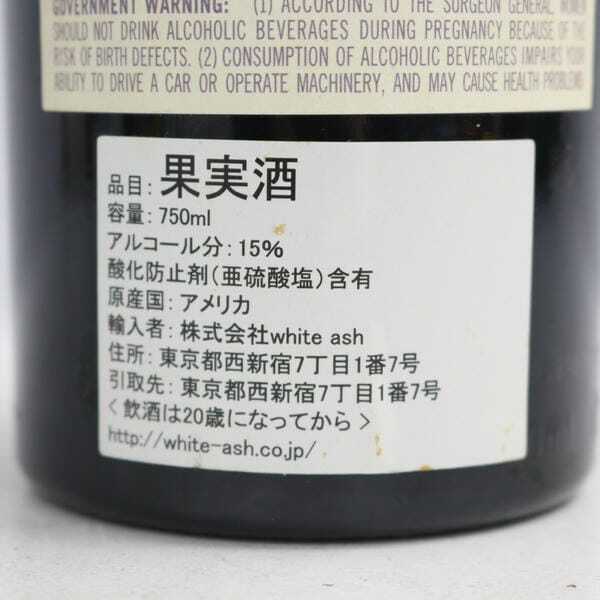 GOVERNMENT WARNING: (1) ACCORDING TO THE SURGEON GENERAL WOMEN
SHOULD NOT DRINK ALCOHOLIC BEVERAGES DURING PREGNANCY BECAUSE OF THE
RISK OF BIRTH DEFECTS. (2) CONSUMPTION OF ALCOHOLIC BEVERAGES IMPAIRS YOUR
ABILITY TO DRIVE A CAR OR OPERATE MACHINERY, AND MAY CAUSE HEALTH PROBLEMS
品目：果実酒
容量：750ml
アルコール分：15%
酸化防止剤（亜硫酸塩）含有
原産国：アメリカ
輸入者：株式会社white ash
住所：東京都西新宿7丁目1番7号
引取先：東京都西新宿7丁目1番7号
＜飲酒は20歳になってから＞
http://white-ash.co.jp/